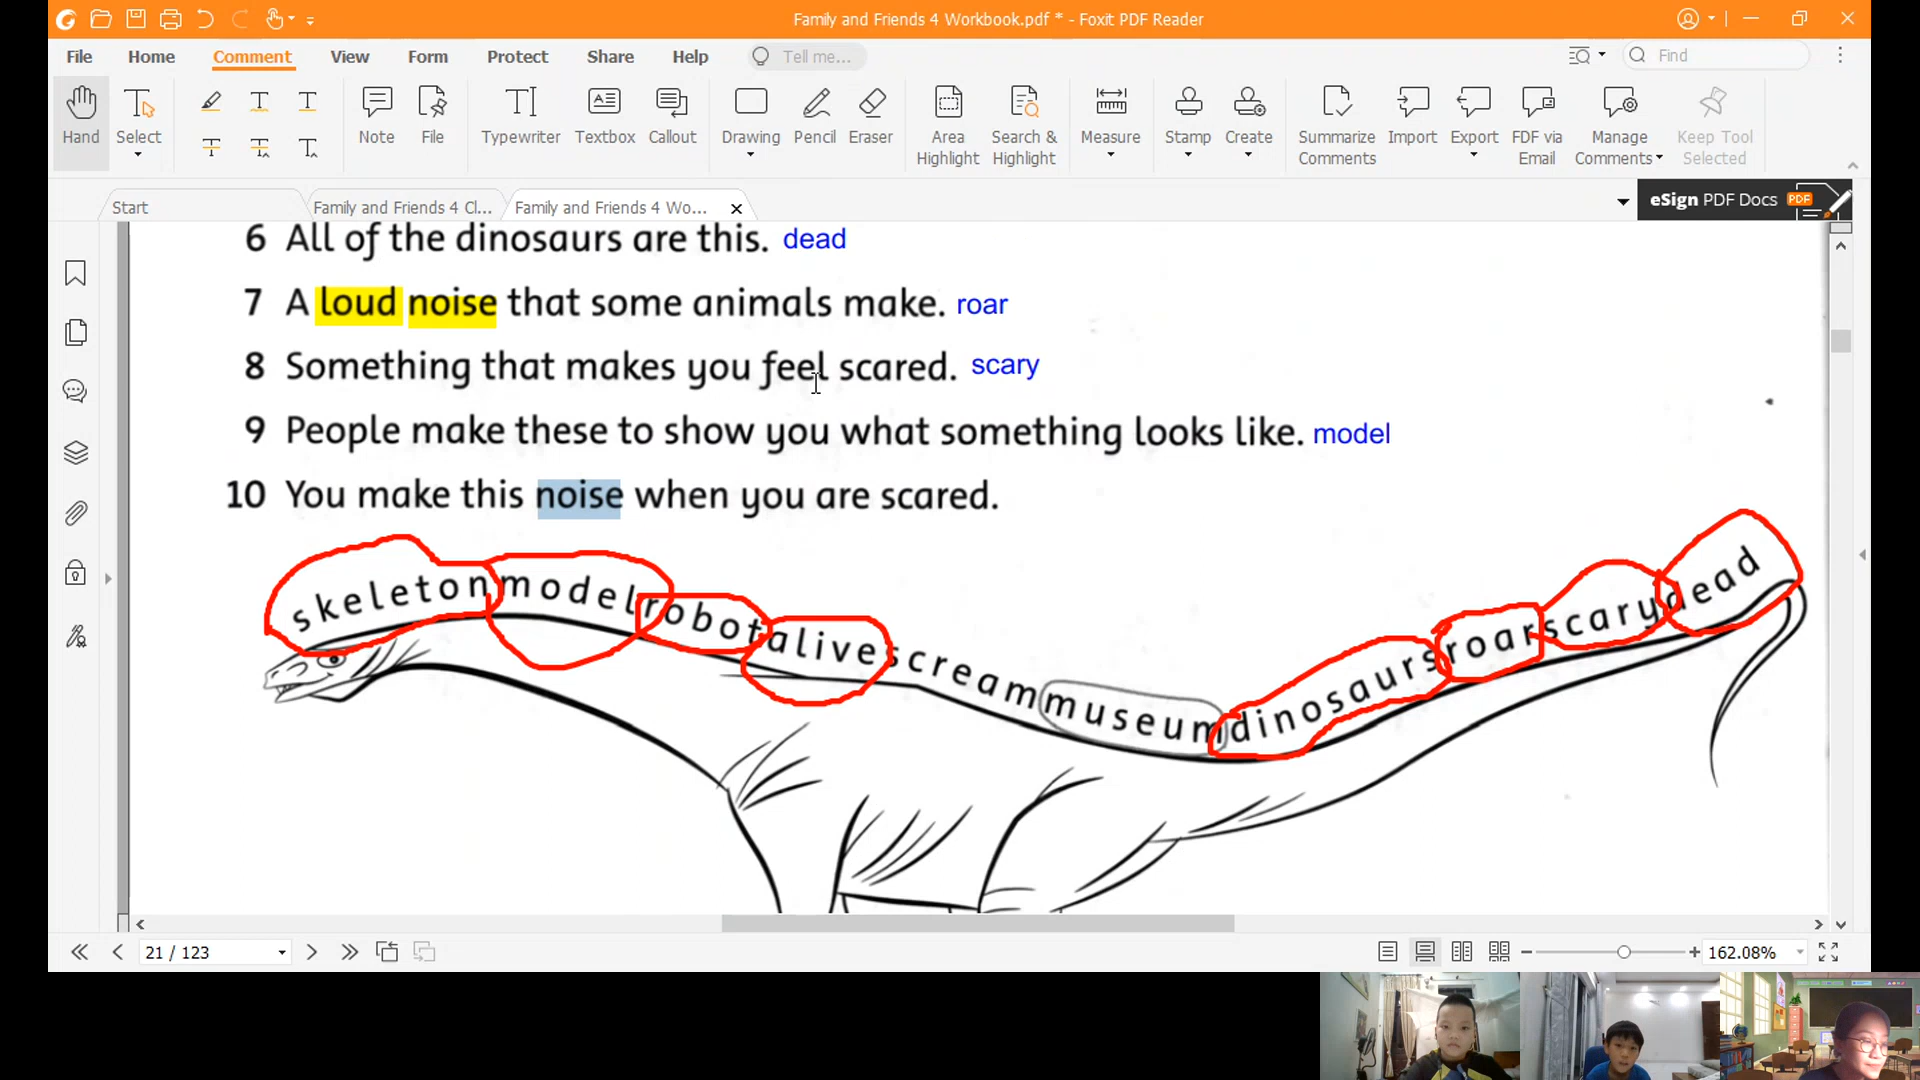 Family and Friends 4 Workbook.pdf * - Foxit PDF Reader
File Home Comment View Form Protect Share Help Tell me... Find
Hand Select Note File Typewriter Textbox Callout Drawing Pencil Eraser Area Highlight Search & Highlight Measure Stamp Create Summarize Comments Import Export FDF via Email Manage Comments Keep Tool Selected
Start Family and Friends 4 Cl... Family and Friends 4 Wo... eSign PDF Docs PDF
6 All of the dinosaurs are this. dead
7 A loud noise that some animals make. roar
8 Something that makes you feel scared. scary
9 People make these to show you what something looks like. model
10 You make this noise when you are scared.
skeletonmodelrobotalivescreammuseumdinosaursroarscarydead
21 / 123 162.08%